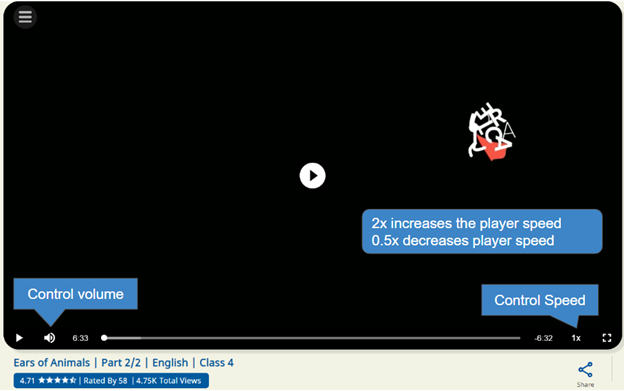 2x increases the player speed
0.5x decreases player speed
Control volume
Control Speed
6:33
-6:32
1x
Ears of Animals | Part 2/2 | English | Class 4
4.71 ★★★★⯨ | Rated By 58 | 4.75K Total Views
Share